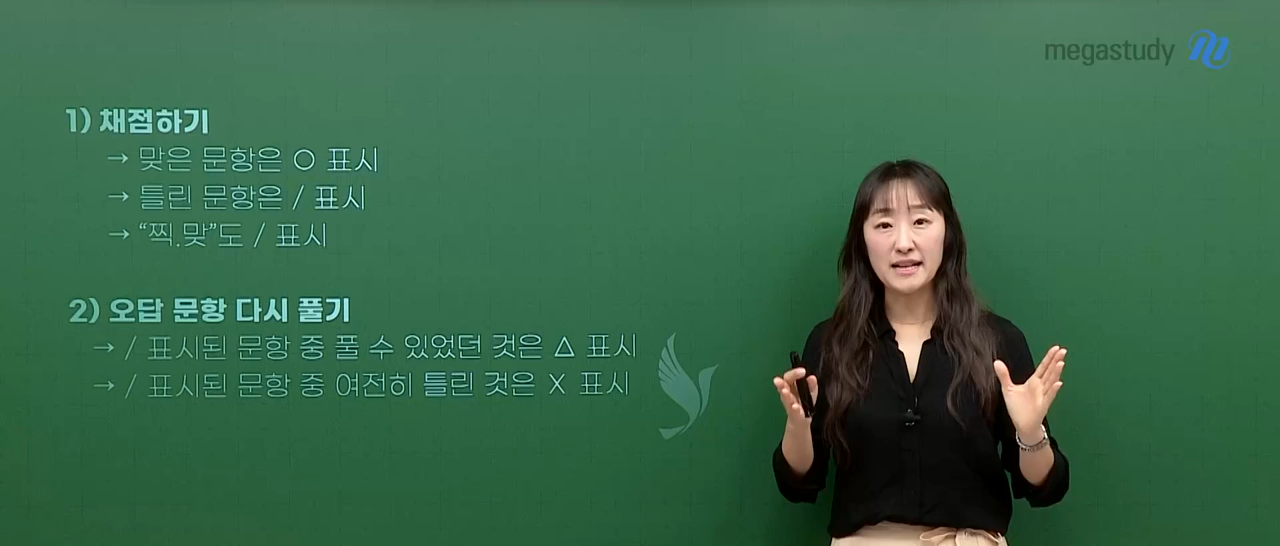 megastudy
1) 채점하기
→ 맞은 문항은 ○ 표시
→ 틀린 문항은 / 표시
→ “찍.맞”도 / 표시
2) 오답 문항 다시 풀기
→ / 표시된 문항 중 풀 수 있었던 것은 △ 표시
→ / 표시된 문항 중 여전히 틀린 것은 X 표시